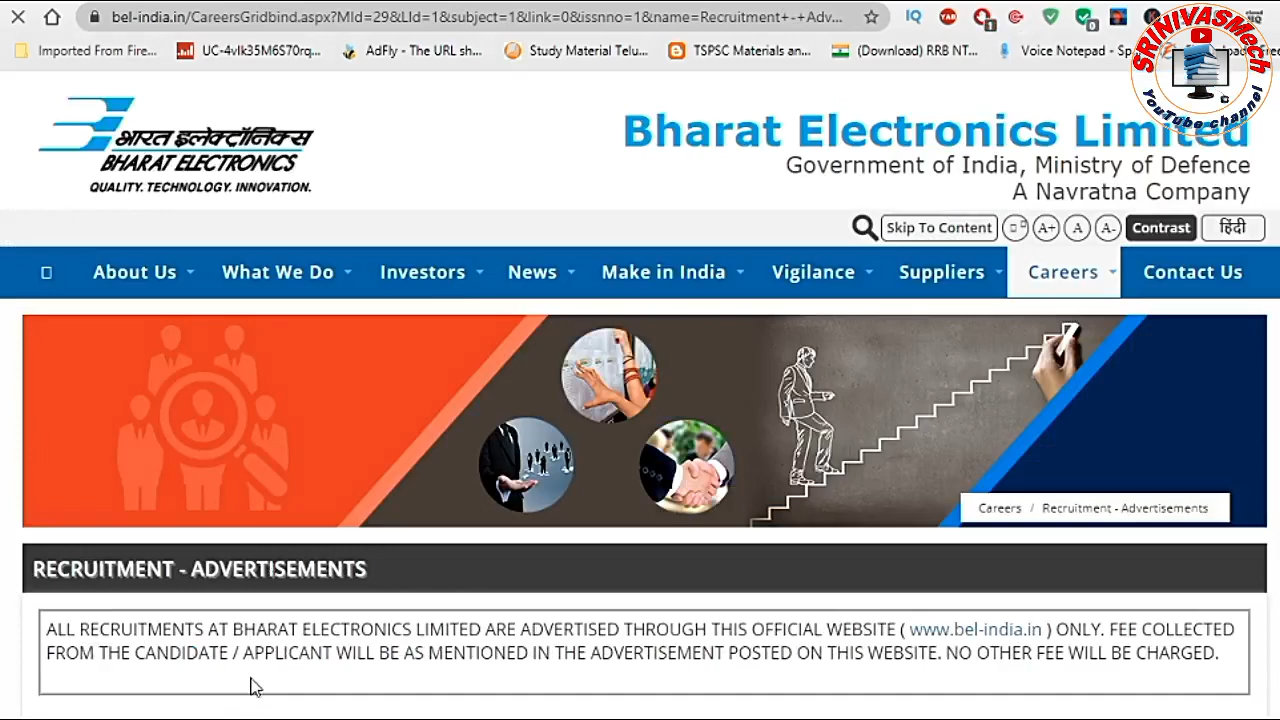 bel-india.in/CareersGridbind.aspx?MId=29&LId=1&subject=1&link=0&issnno=1&name=Recruitment+-+Adv...
IQ
1
0
Imported From Fire...
UC-4vlk35M6S70rq...
AdFly - The URL sh...
Study Material Telu...
TSPSC Materials an...
(Download) RRB NT...
Voice Notepad - Sp
SRINIVASMech
YouTube channel
भारत इलेक्ट्रॉनिक्स
BHARAT ELECTRONICS
QUALITY. TECHNOLOGY. INNOVATION.
Bharat Electronics Limited
Government of India, Ministry of Defence
A Navratna Company
Skip To Content A+ A A- Contrast हिंदी
About Us What We Do Investors News Make in India Vigilance Suppliers Careers Contact Us
Careers / Recruitment - Advertisements
RECRUITMENT - ADVERTISEMENTS
ALL RECRUITMENTS AT BHARAT ELECTRONICS LIMITED ARE ADVERTISED THROUGH THIS OFFICIAL WEBSITE ( www.bel-india.in ) ONLY. FEE COLLECTED
FROM THE CANDIDATE / APPLICANT WILL BE AS MENTIONED IN THE ADVERTISEMENT POSTED ON THIS WEBSITE. NO OTHER FEE WILL BE CHARGED.